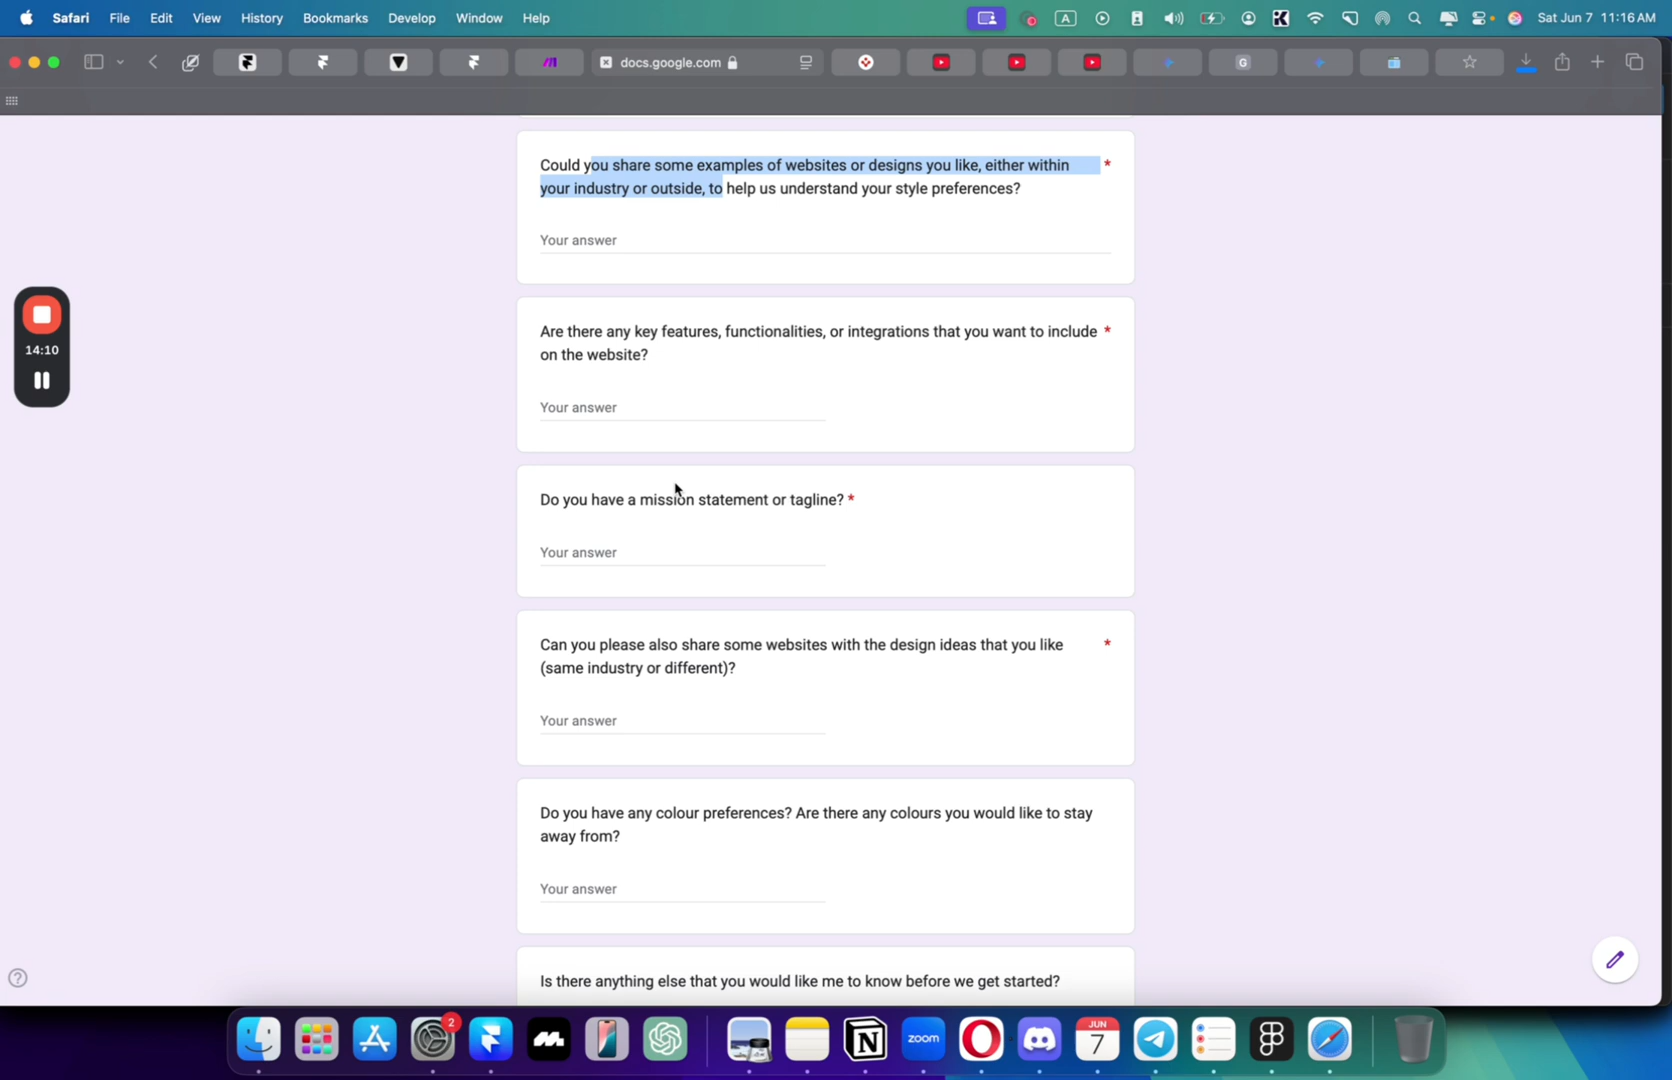 Safari File Edit View History Bookmarks Develop Window Help A Sat Jun 7 11:16 AM
docs.google.com G
Could you share some examples of websites or designs you like, either within *
your industry or outside, to help us understand your style preferences?
Your answer
14:10
Are there any key features, functionalities, or integrations that you want to include *
on the website?
Your answer
Do you have a mission statement or tagline? *
Your answer
Can you please also share some websites with the design ideas that you like *
(same industry or different)?
Your answer
Do you have any colour preferences? Are there any colours you would like to stay
away from?
Your answer
Is there anything else that you would like me to know before we get started?
2
zoom
JUN
7